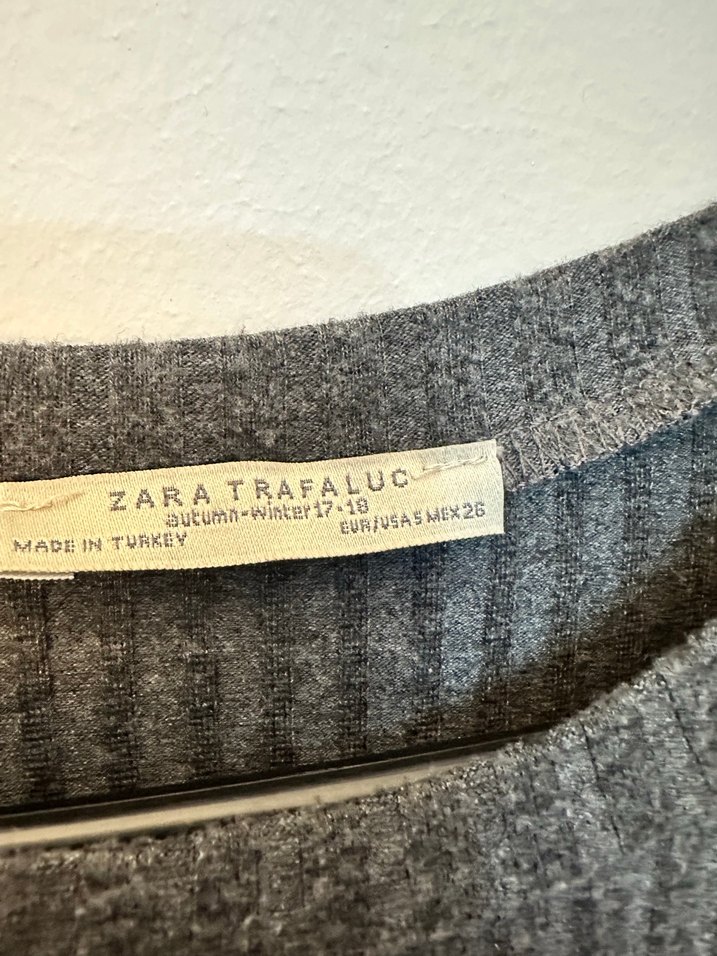 ZARA TRAFALUC
autumn-winter 17-18
EUR/USA S MEX 26
MADE IN TURKEY